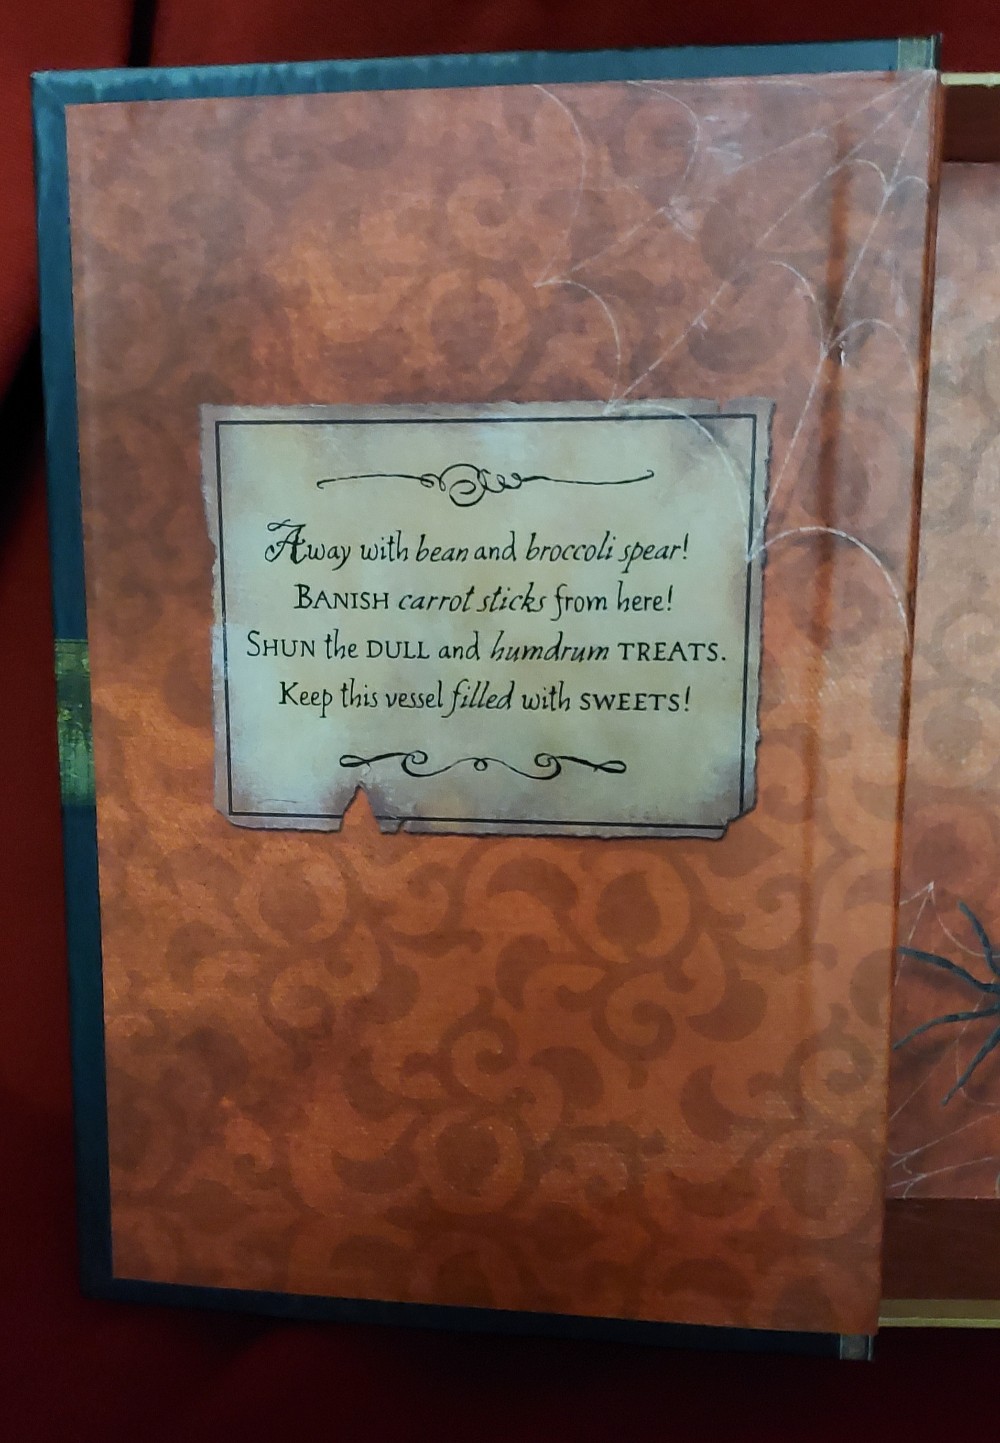 Away with bean and broccoli spear!
BANISH carrot sticks from here!
SHUN the DULL and humdrum TREATS.
Keep this vessel filled with SWEETS!